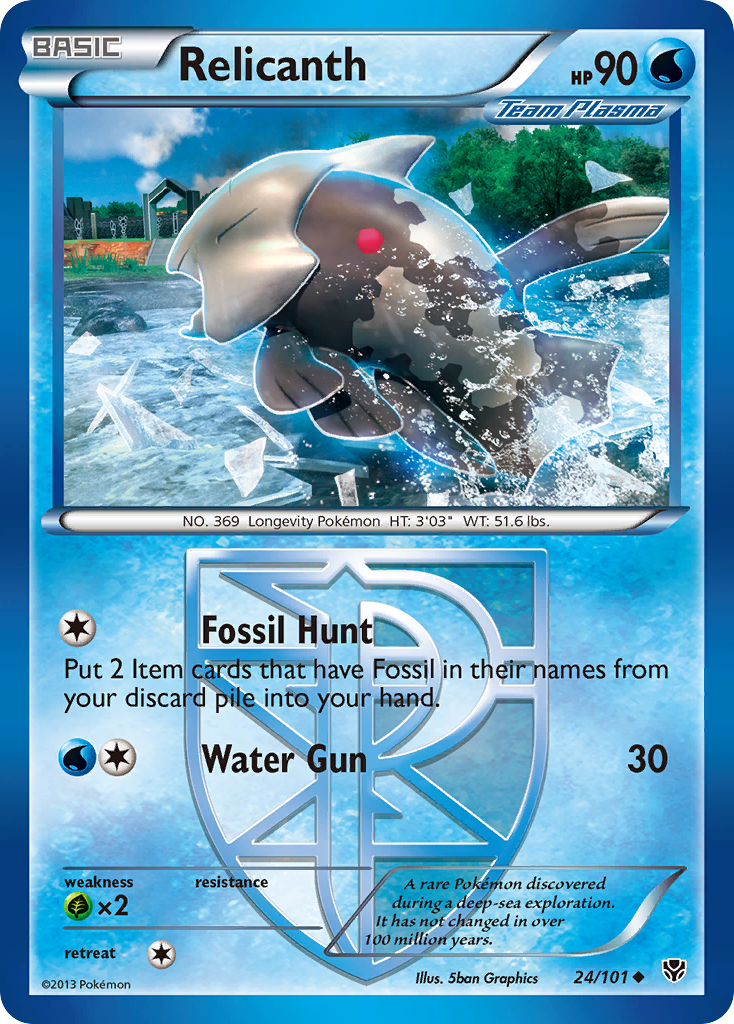 BASIC
Relicanth
HP 90
Team Plasma
NO. 369 Longevity Pokémon HT: 3'03" WT: 51.6 lbs.
Fossil Hunt
Put 2 Item cards that have Fossil in their names from
your discard pile into your hand.
Water Gun 30
weakness resistance
×2
retreat
A rare Pokémon discovered
during a deep-sea exploration.
It has not changed in over
100 million years.
©2013 Pokémon
Illus. 5ban Graphics
24/101